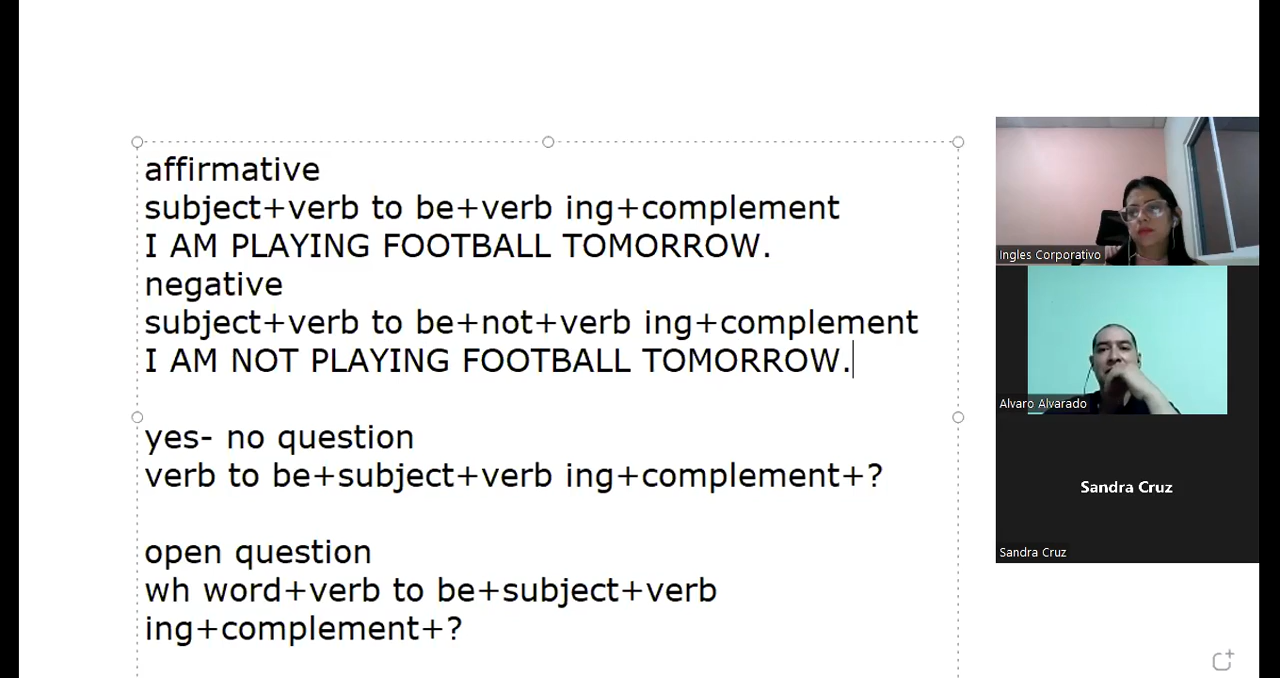 affirmative
subject+verb to be+verb ing+complement
I AM PLAYING FOOTBALL TOMORROW.
negative
subject+verb to be+not+verb ing+complement
I AM NOT PLAYING FOOTBALL TOMORROW.
yes- no question
verb to be+subject+verb ing+complement+?
open question
wh word+verb to be+subject+verb
ing+complement+?
Ingles Corporativo
Alvaro Alvarado
Sandra Cruz
Sandra Cruz